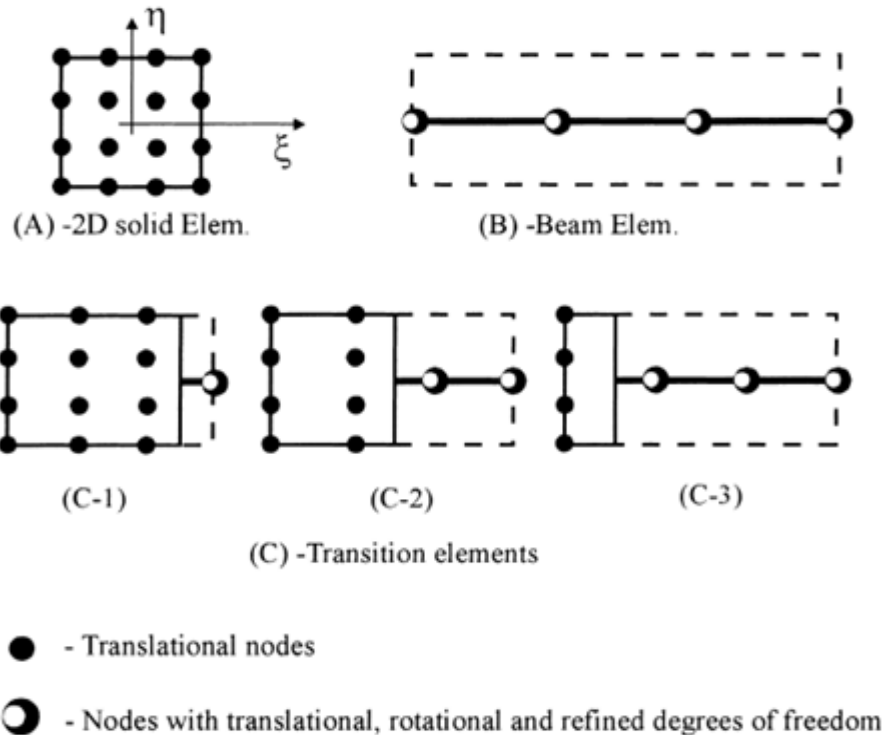 η
ξ
(A) -2D solid Elem.
(B) -Beam Elem.
(C-1)
(C-2)
(C-3)
(C) -Transition elements
- Translational nodes
- Nodes with translational, rotational and refined degrees of freedom